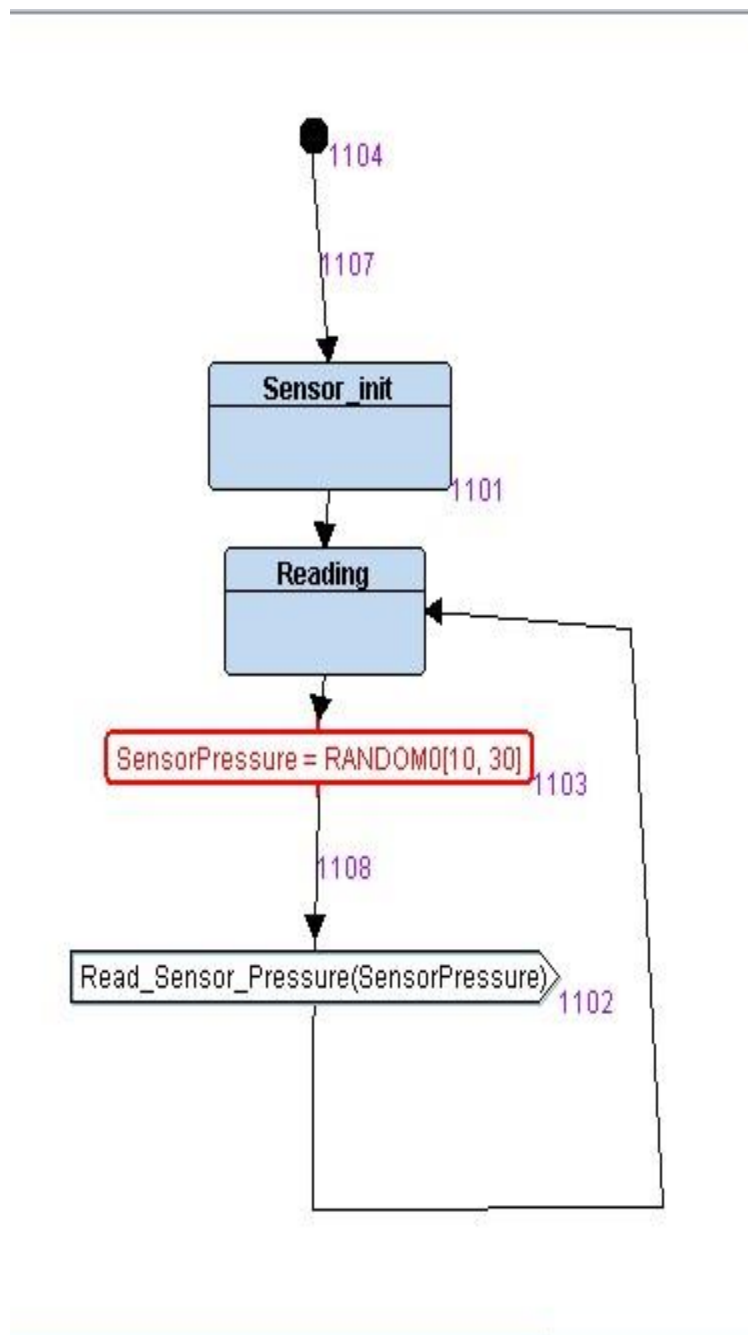 1104
1107
Sensor_init
1101
Reading
SensorPressure = RANDOM0[10, 30]
1103
1108
Read_Sensor_Pressure(SensorPressure)
1102